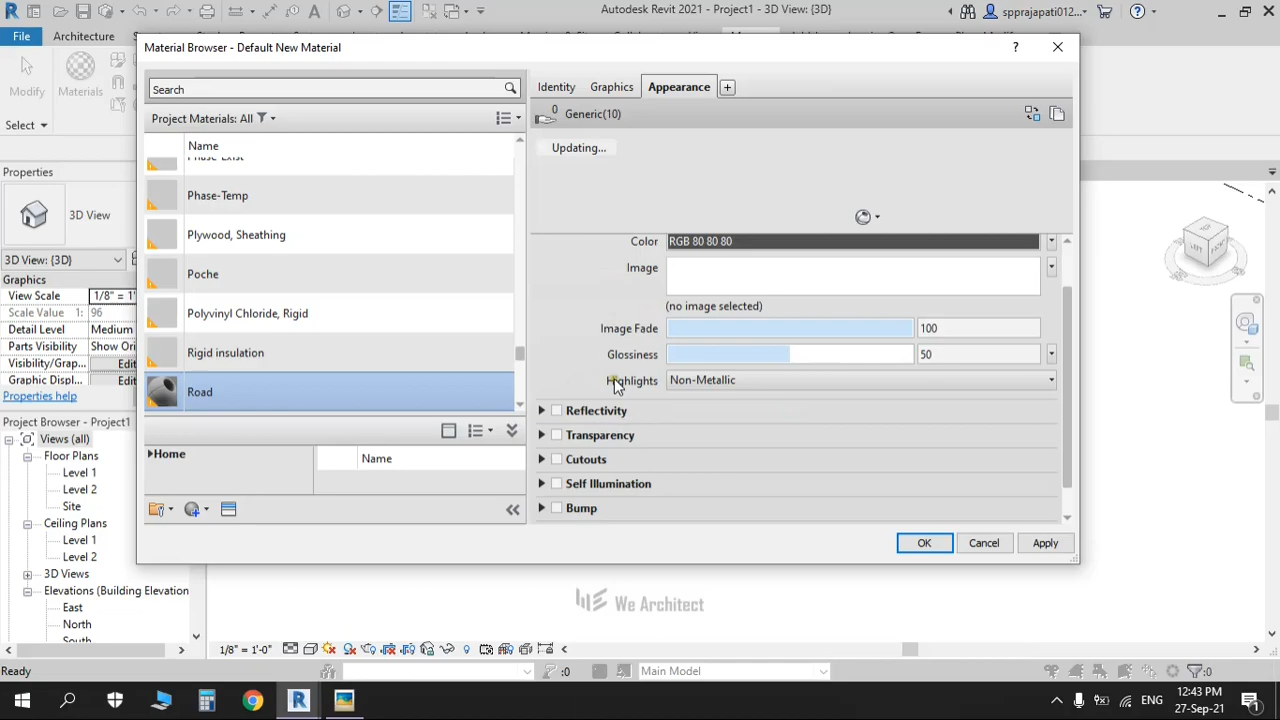 Autodesk Revit 2021 - Project1 - 3D View: {3D}
spprajapati012...
File
Architecture
Modify
Materials
Select
Properties
3D View
3D View: {3D}
Graphics
View Scale
1/8" = 1'
Scale Value 1:
96
Detail Level
Medium
Parts Visibility
Show Ori
Visibility/Grap...
Edit
Graphic Displ...
Edit
Properties help
Project Browser - Project1
Views (all)
Floor Plans
Level 1
Level 2
Site
Ceiling Plans
Level 1
Level 2
3D Views
Elevations (Building Elevation
East
North
South
Material Browser - Default New Material
Search
Project Materials: All
Name
Phase-Exist
Phase-Temp
Plywood, Sheathing
Poche
Polyvinyl Chloride, Rigid
Rigid insulation
Road
Home
Name
Identity
Graphics
Appearance
0
Generic(10)
Updating...
Color
RGB 80 80 80
Image
(no image selected)
Image Fade
100
Glossiness
50
Highlights
Non-Metallic
Reflectivity
Transparency
Cutouts
Self Illumination
Bump
OK
Cancel
Apply
We Architect
1/8" = 1'-0"
Ready
:0
Main Model
:0
ENG
12:43 PM
27-Sep-21
1